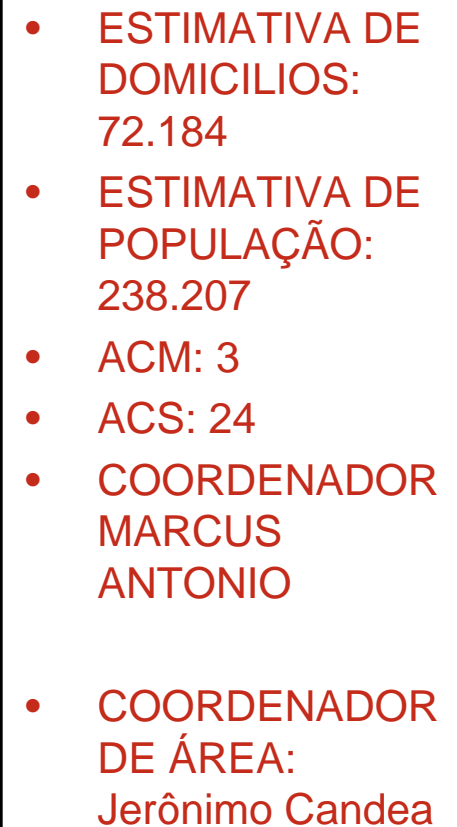 • ESTIMATIVA DE
DOMICILIOS:
72.184
• ESTIMATIVA DE
POPULAÇÃO:
238.207
• ACM: 3
• ACS: 24
• COORDENADOR
MARCUS
ANTONIO
• COORDENADOR
DE ÁREA:
Jerônimo Candea